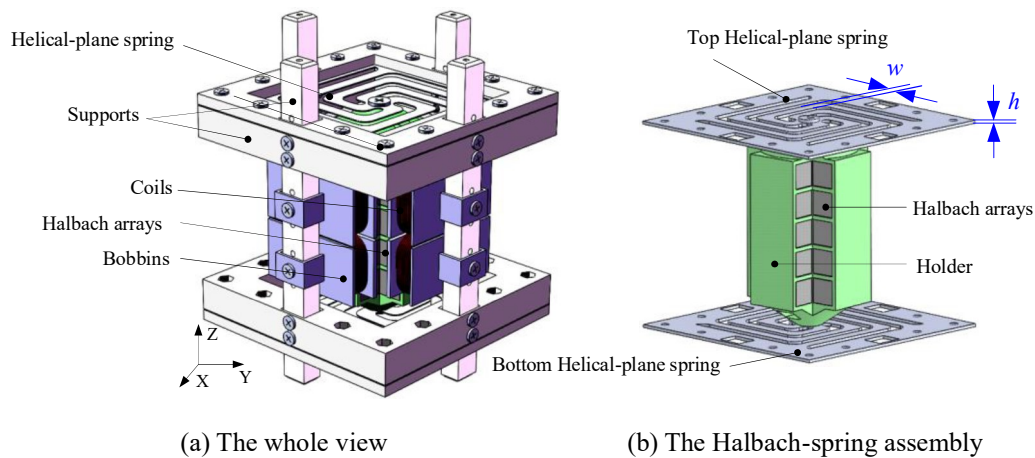 Helical-plane spring
Supports
Coils
Halbach arrays
Bobbins
Z
X
Y
(a) The whole view
Top Helical-plane spring
w
h
Halbach arrays
Holder
Bottom Helical-plane spring
(b) The Halbach-spring assembly